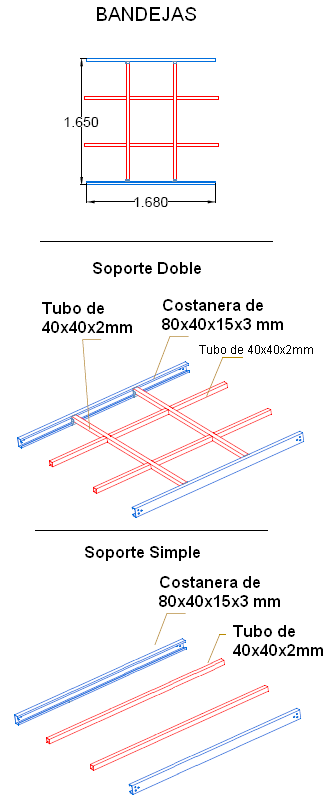 BANDEJAS
1.650
1.680
Soporte Doble
Tubo de
40x40x2mm
Costanera de
80x40x15x3 mm
Tubo de 40x40x2mm
Soporte Simple
Costanera de
80x40x15x3 mm
Tubo de
40x40x2mm